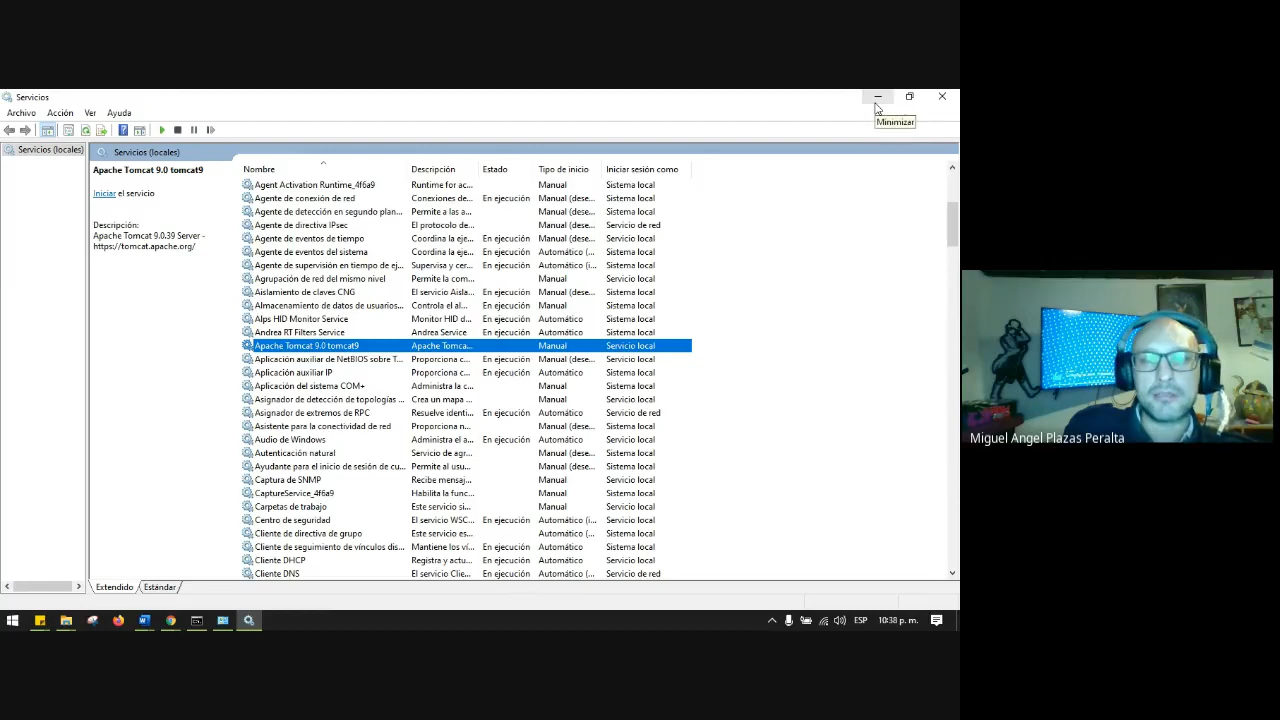 Servicios
Archivo Acción Ver Ayuda
Minimizar
Servicios (locales)
Servicios (locales)
Apache Tomcat 9.0 tomcat9
Iniciar el servicio
Descripción:
Apache Tomcat 9.0.39 Server -
https://tomcat.apache.org/
Nombre Descripción Estado Tipo de inicio Iniciar sesión como
Agent Activation Runtime_4f6a9 Runtime for ac... Manual Sistema local
Agente de conexión de red Conexiones de... En ejecución Manual (dese... Sistema local
Agente de detección en segundo plan... Permite a las a... Manual (dese... Sistema local
Agente de directiva IPsec El protocolo de... Manual (dese... Servicio de red
Agente de eventos de tiempo Coordina la eje... En ejecución Manual (dese... Servicio local
Agente de eventos del sistema Coordina la eje... En ejecución Automático (... Sistema local
Agente de supervisión en tiempo de ej... Supervisa y cer... En ejecución Automático (i... Sistema local
Agrupación de red del mismo nivel Permite la com... Manual Servicio local
Aislamiento de claves CNG El servicio Aisla... En ejecución Manual (dese... Sistema local
Almacenamiento de datos de usuarios... Controla el al... En ejecución Manual Sistema local
Alps HID Monitor Service Monitor HID d... En ejecución Automático Sistema local
Andrea RT Filters Service Andrea Service En ejecución Automático Sistema local
Apache Tomcat 9.0 tomcat9 Apache Tomca... Manual Servicio local
Aplicación auxiliar de NetBIOS sobre T... Proporciona c... En ejecución Manual (dese... Servicio local
Aplicación auxiliar IP Proporciona c... En ejecución Automático Sistema local
Aplicación del sistema COM+ Administra la c... Manual Sistema local
Asignador de detección de topologías ... Crea un mapa ... Manual Servicio local
Asignador de extremos de RPC Resuelve identi... En ejecución Automático Servicio de red
Asistente para la conectividad de red Proporciona n... Manual (dese... Sistema local
Audio de Windows Administra el a... En ejecución Automático Servicio local
Autenticación natural Servicio de agr... Manual (dese... Sistema local
Ayudante para el inicio de sesión de cu... Permite al usu... Manual (dese... Sistema local
Captura de SNMP Recibe mensaj... Manual Servicio local
CaptureService_4f6a9 Habilita la func... Manual Sistema local
Carpetas de trabajo Este servicio si... Manual Servicio local
Centro de seguridad El servicio WSC... En ejecución Automático (i... Servicio local
Cliente de directiva de grupo Este servicio es... Automático (... Sistema local
Cliente de seguimiento de vínculos dis... Mantiene los ví... En ejecución Automático Sistema local
Cliente DHCP Registra y actu... En ejecución Automático Servicio local
Cliente DNS El servicio Clie... En ejecución Automático (... Servicio de red
Extendido Estándar
ESP 10:38 p. m.
Miguel Angel Plazas Peralta